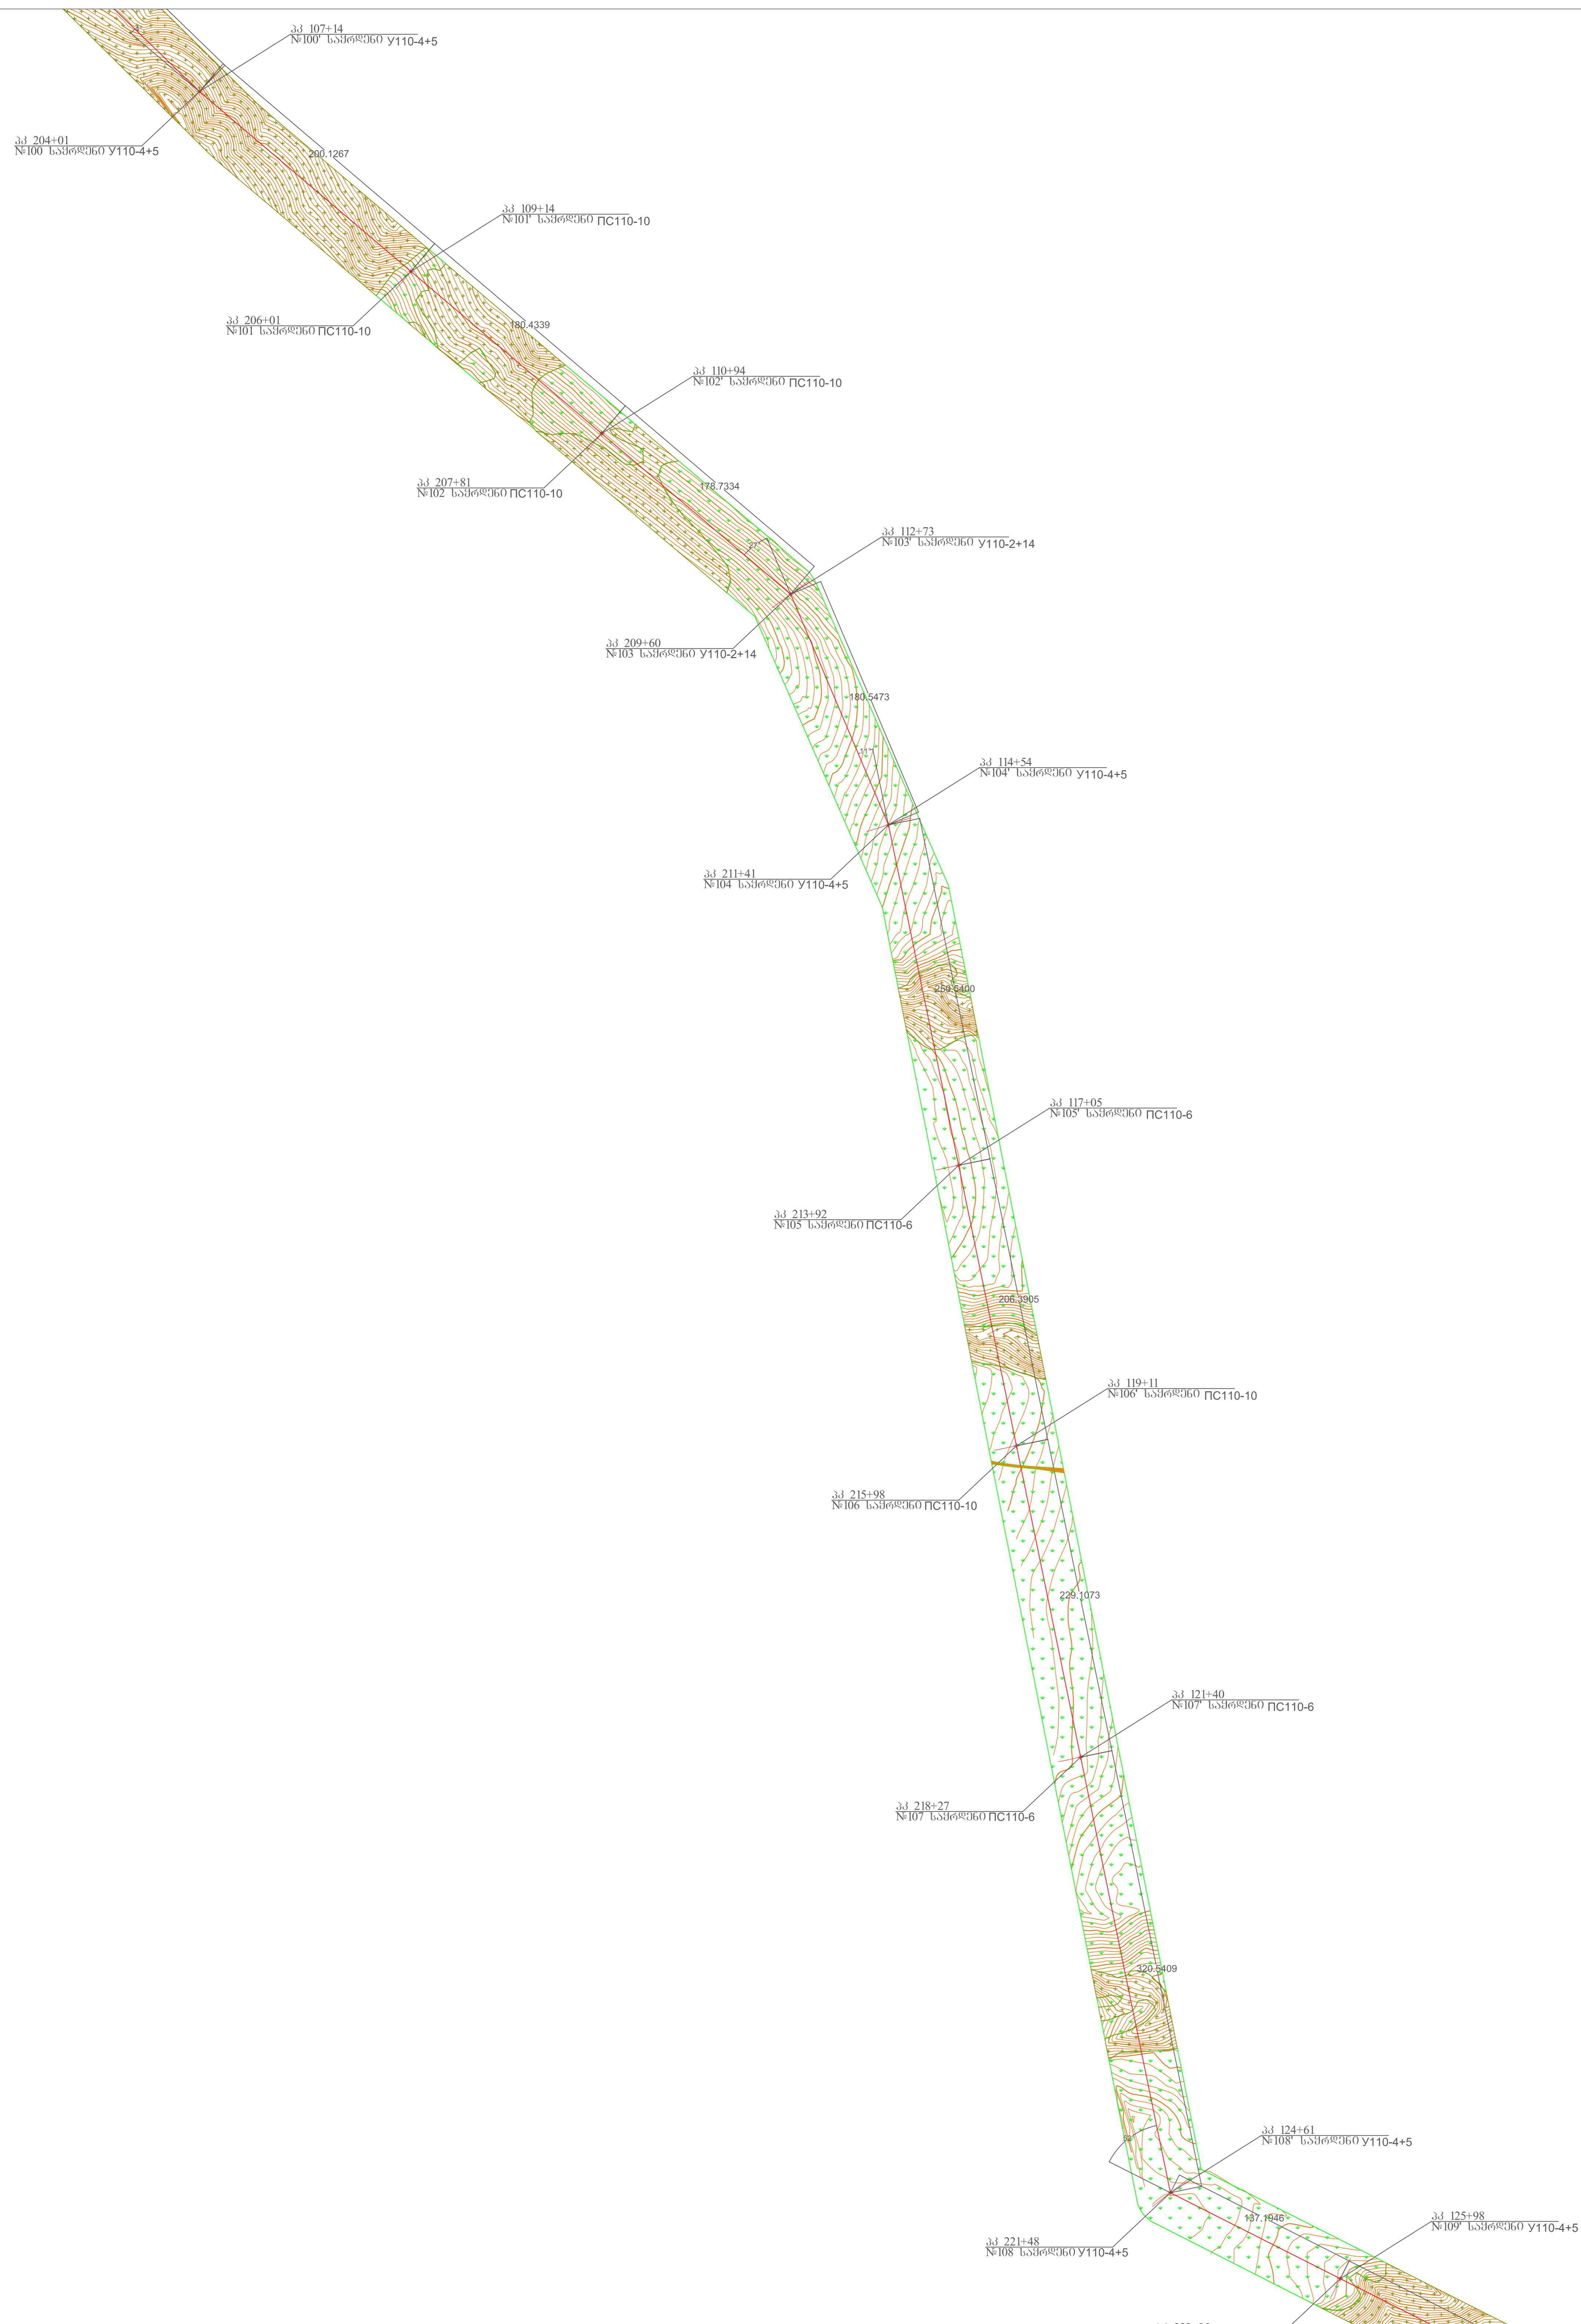 პკ 107+14
№100' საყრდენი У110-4+5
პკ 204+01
№100 საყრდენი У110-4+5
200.1267
პკ 109+14
№101' საყრდენი ПС110-10
პკ 206+01
№101 საყრდენი ПС110-10
180.4339
პკ 110+94
№102' საყრდენი ПС110-10
პკ 207+81
№102 საყრდენი ПС110-10
178.7334
პკ 112+73
№103' საყრდენი У110-2+14
27°
პკ 209+60
№103 საყრდენი У110-2+14
180.5473
პკ 114+54
№104' საყრდენი У110-4+5
პკ 211+41
№104 საყრდენი У110-4+5
250.6400
პკ 117+05
№105' საყრდენი ПС110-6
პკ 213+92
№105 საყრდენი ПС110-6
206.3905
პკ 119+11
№106' საყრდენი ПС110-10
პკ 215+98
№106 საყრდენი ПС110-10
229.1073
პკ 121+40
№107' საყრდენი ПС110-6
პკ 218+27
№107 საყრდენი ПС110-6
320.5409
პკ 124+61
№108' საყრდენი У110-4+5
137.1946
პკ 125+98
№109' საყრდენი У110-4+5
პკ 221+48
№108 საყრდენი У110-4+5